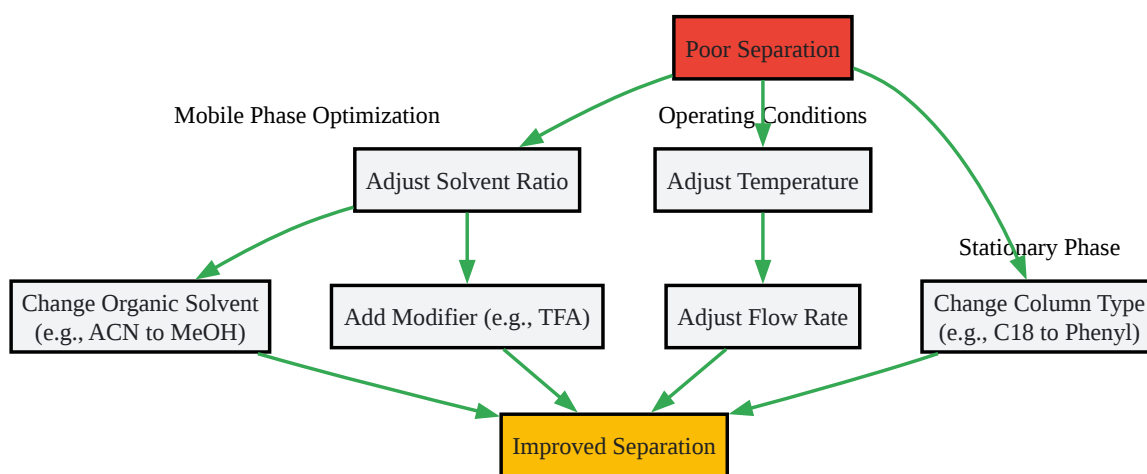 Poor Separation
Mobile Phase Optimization
Operating Conditions
Adjust Solvent Ratio
Adjust Temperature
Stationary Phase
Change Organic Solvent
(e.g., ACN to MeOH)
Add Modifier (e.g., TFA)
Adjust Flow Rate
Change Column Type
(e.g., C18 to Phenyl)
Improved Separation